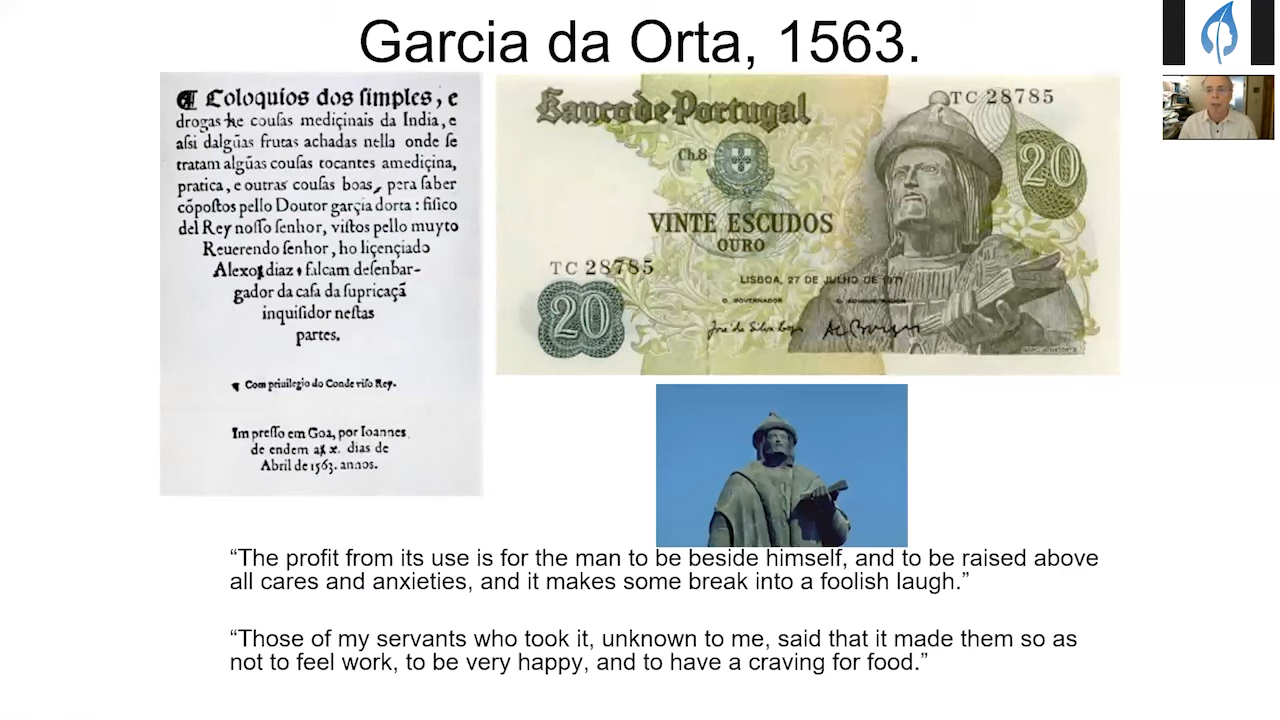 Garcia da Orta, 1563.
Coloquios dos ſimples, e
drogas he couſas mediçinais da India, e
aſsi dalgũas frutas achadas nella onde ſe
tratam algũas couſas tocantes amediçina,
pratica, e outras couſas boas, pera ſaber
cõpoſtos pello Doutor garçia dorta : fiſico
del Rey noſſo ſenhor, viſtos pello muyto
Reuerendo ſenhor, ho liçençiado
Alexos diaz : falcam deſenbar-
gador da caſa da ſupricaçã
inquiſidor neſtas
partes.
Com priuilegio do Conde viſo Rey.
Impreſſo em Goa, por Ioannes
de endem as x. dias de
Abril de 1563. annos.
Banco de Portugal
TC 28785
Ch.8
20
VINTE ESCUDOS
OURO
TC 28785
LISBOA, 27 DE JULHO DE 1971
O GOVERNADOR
O ADMINISTRADOR
20
“The profit from its use is for the man to be beside himself, and to be raised above
all cares and anxieties, and it makes some break into a foolish laugh.”
“Those of my servants who took it, unknown to me, said that it made them so as
not to feel work, to be very happy, and to have a craving for food.”